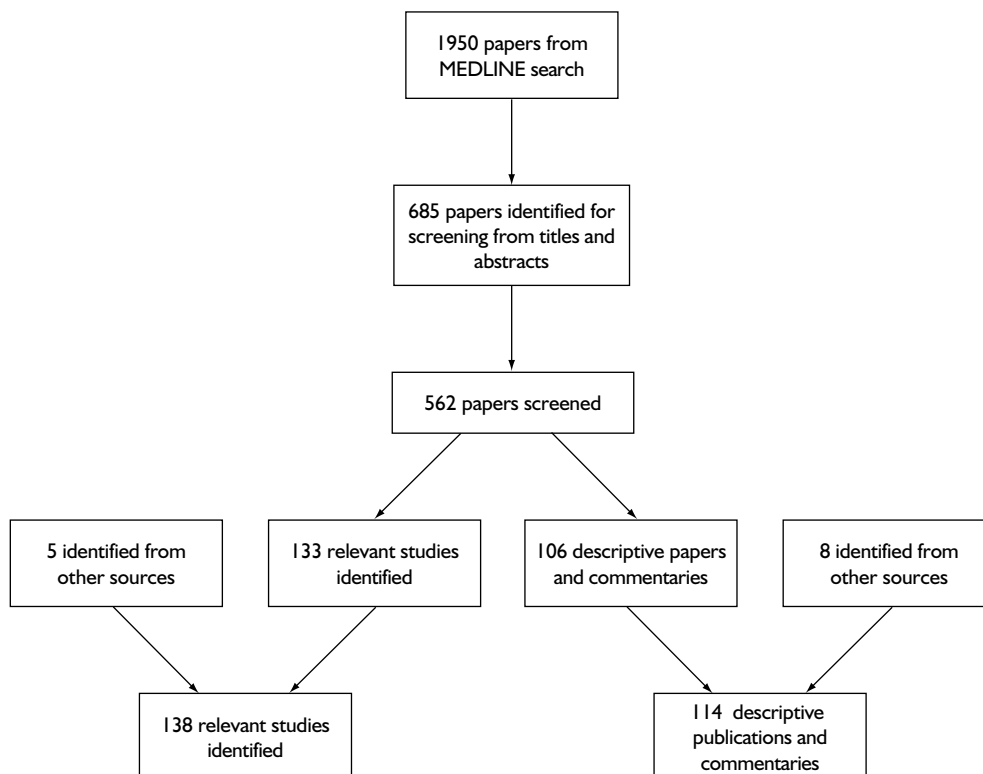 1950 papers from
MEDLINE search
685 papers identified for
screening from titles and
abstracts
562 papers screened
5 identified from
other sources
133 relevant studies
identified
106 descriptive papers
and commentaries
8 identified from
other sources
138 relevant studies
identified
114 descriptive
publications and
commentaries